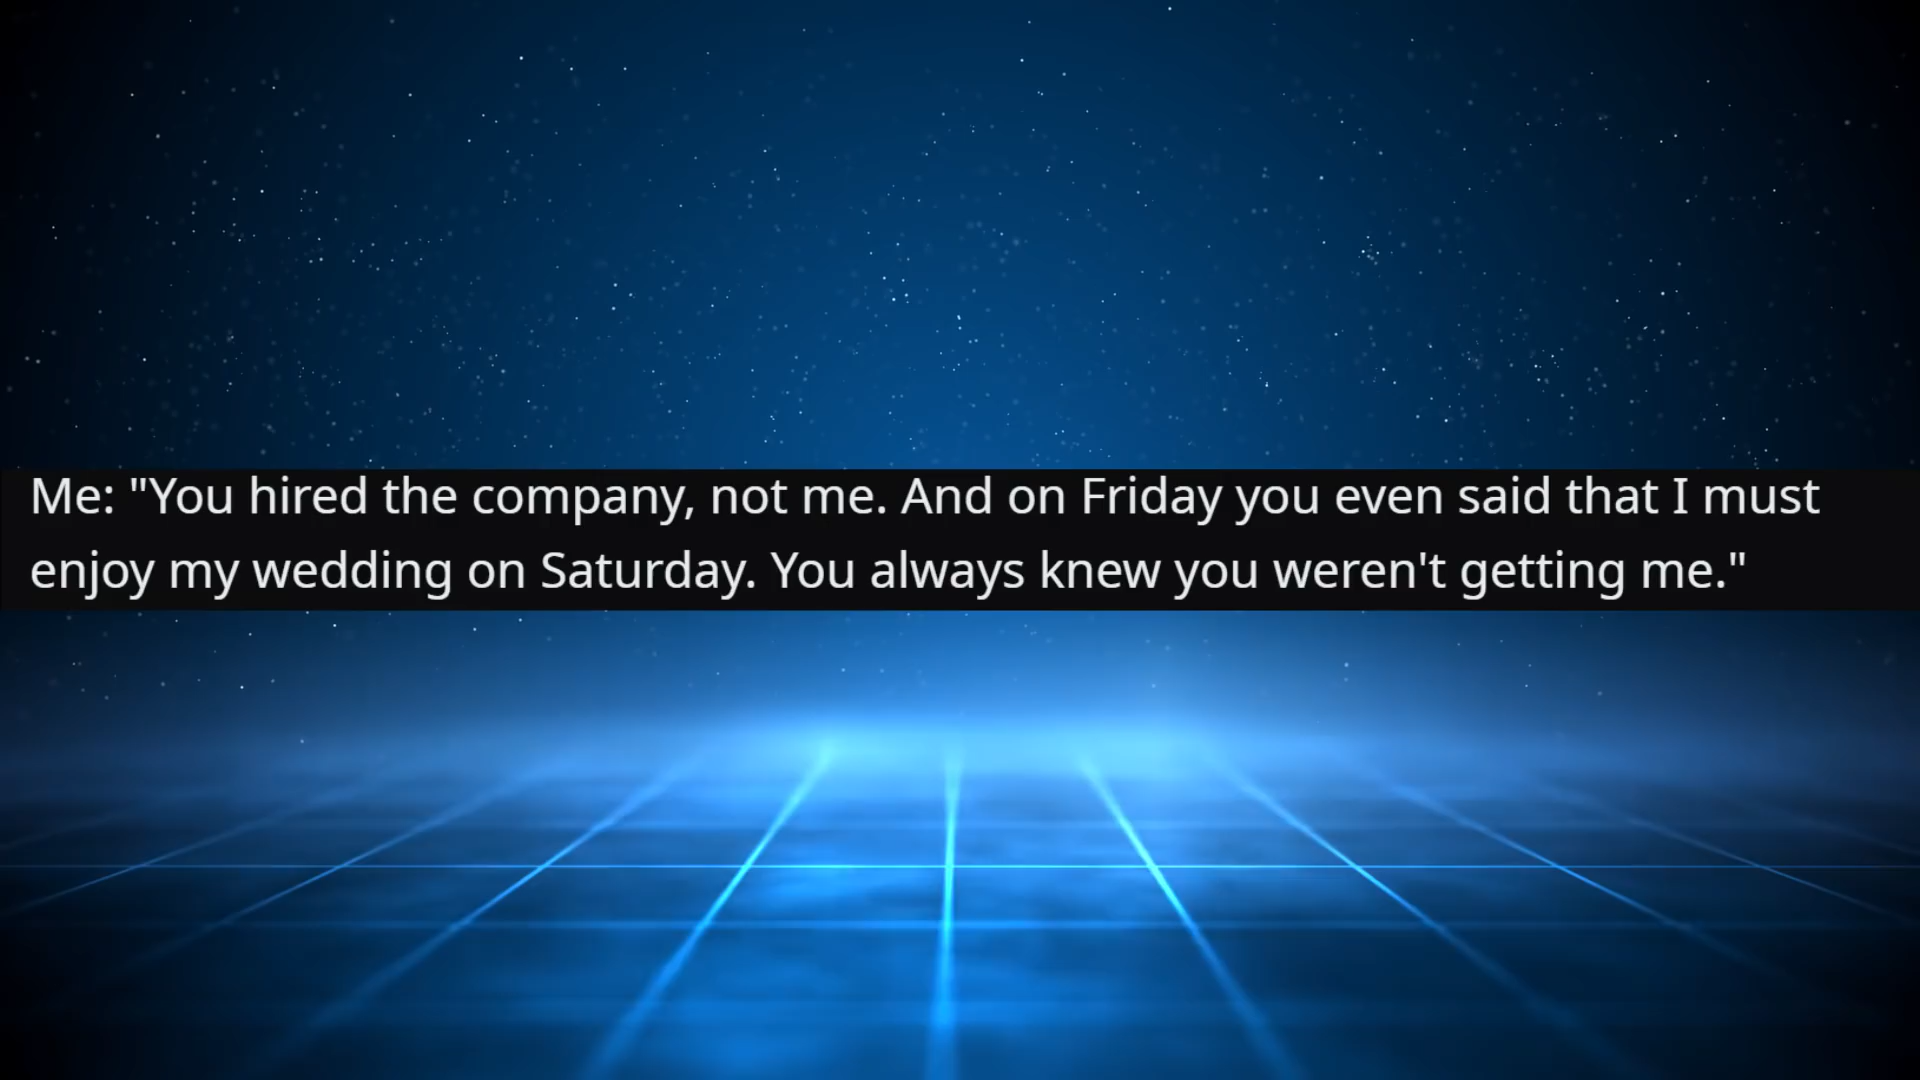 Me: "You hired the company, not me. And on Friday you even said that I must
enjoy my wedding on Saturday. You always knew you weren't getting me."